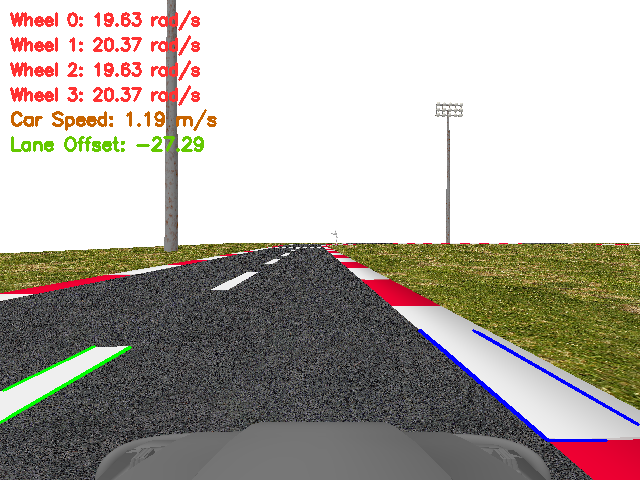 Wheel 0: 19.63 rad/s
Wheel 1: 20.37 rad/s
Wheel 2: 19.63 rad/s
Wheel 3: 20.37 rad/s
Car Speed: 1.19 m/s
Lane Offset: -27.29